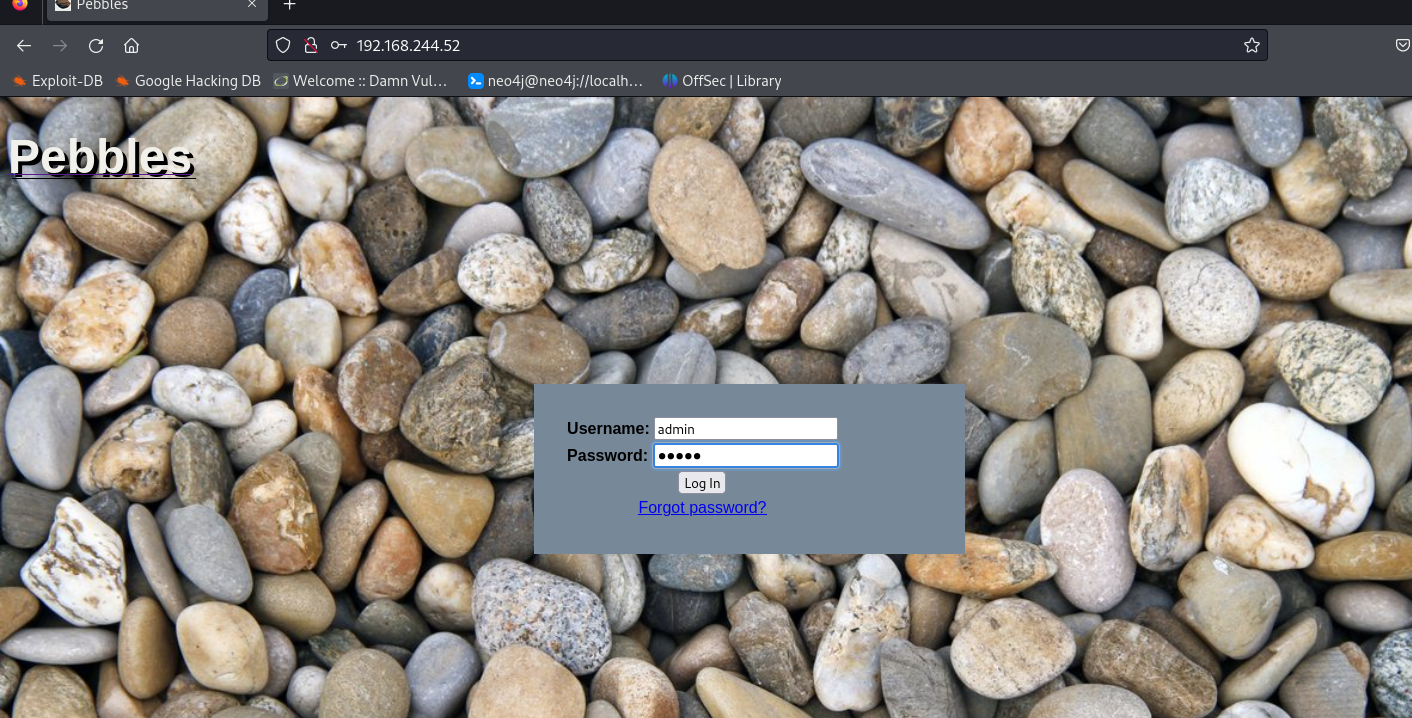 Pebbles
192.168.244.52
Exploit-DB Google Hacking DB Welcome :: Damn Vul… neo4j@neo4j://localh… OffSec | Library
Pebbles
Username: admin
Password: •••••
Log In
Forgot password?